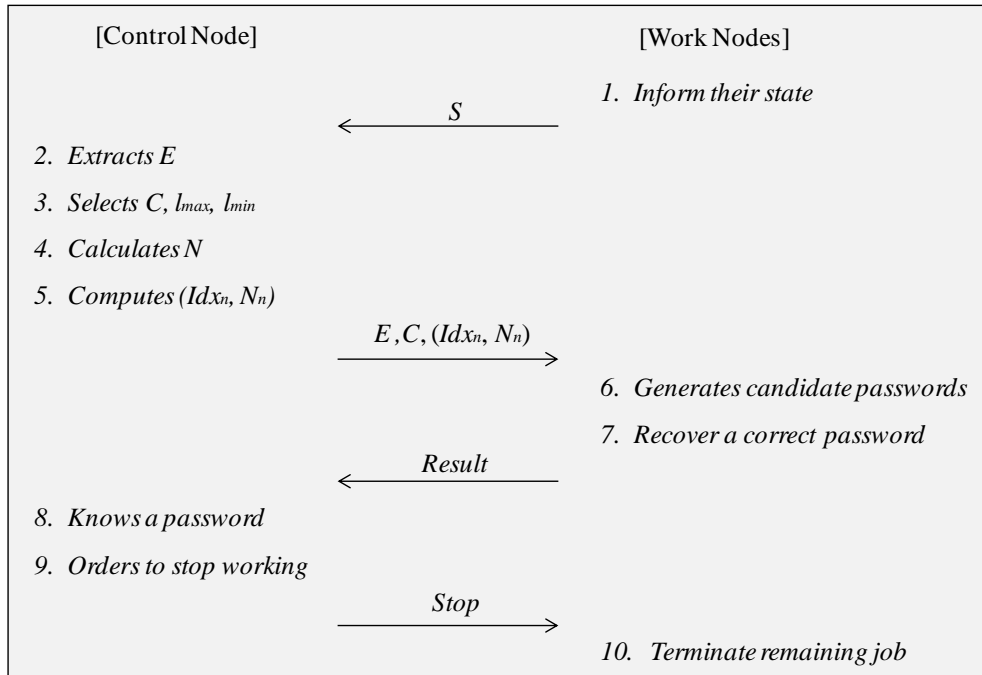 [Control Node]
[Work Nodes]
1. Inform their state
S
2. Extracts E
3. Selects C, lmax, lmin
4. Calculates N
5. Computes (Idxn, Nn)
E ,C, (Idxn, Nn)
6. Generates candidate passwords
7. Recover a correct password
Result
8. Knows a password
9. Orders to stop working
Stop
10. Terminate remaining job